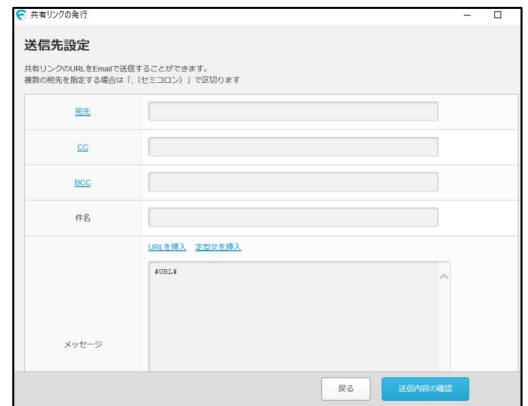 共有リンクの発行
送信先設定
共有リンクのURLをEmailで送信することができます。
複数の宛先を指定する場合は「;（セミコロン）」で区切ります
宛先
CC
BCC
件名
URLを挿入 定型文を挿入
#URL#
メッセージ
戻る 送信内容の確認